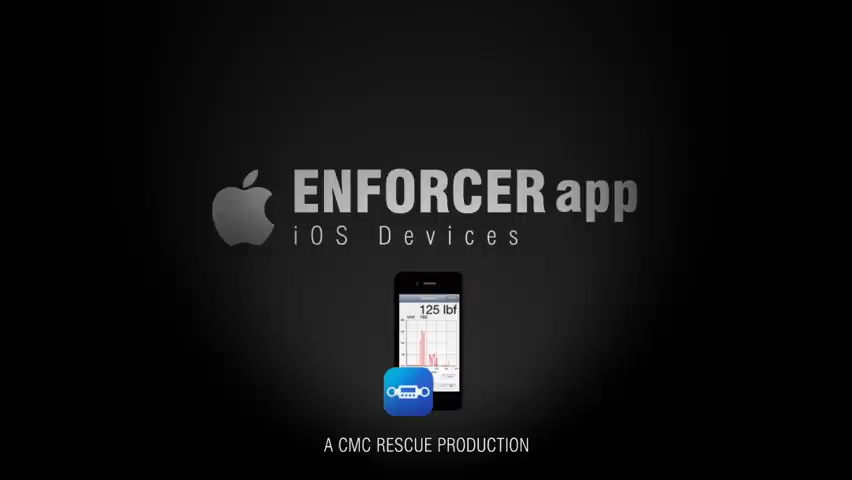 ENFORCER app
iOS Devices
125 lbf
A CMC RESCUE PRODUCTION